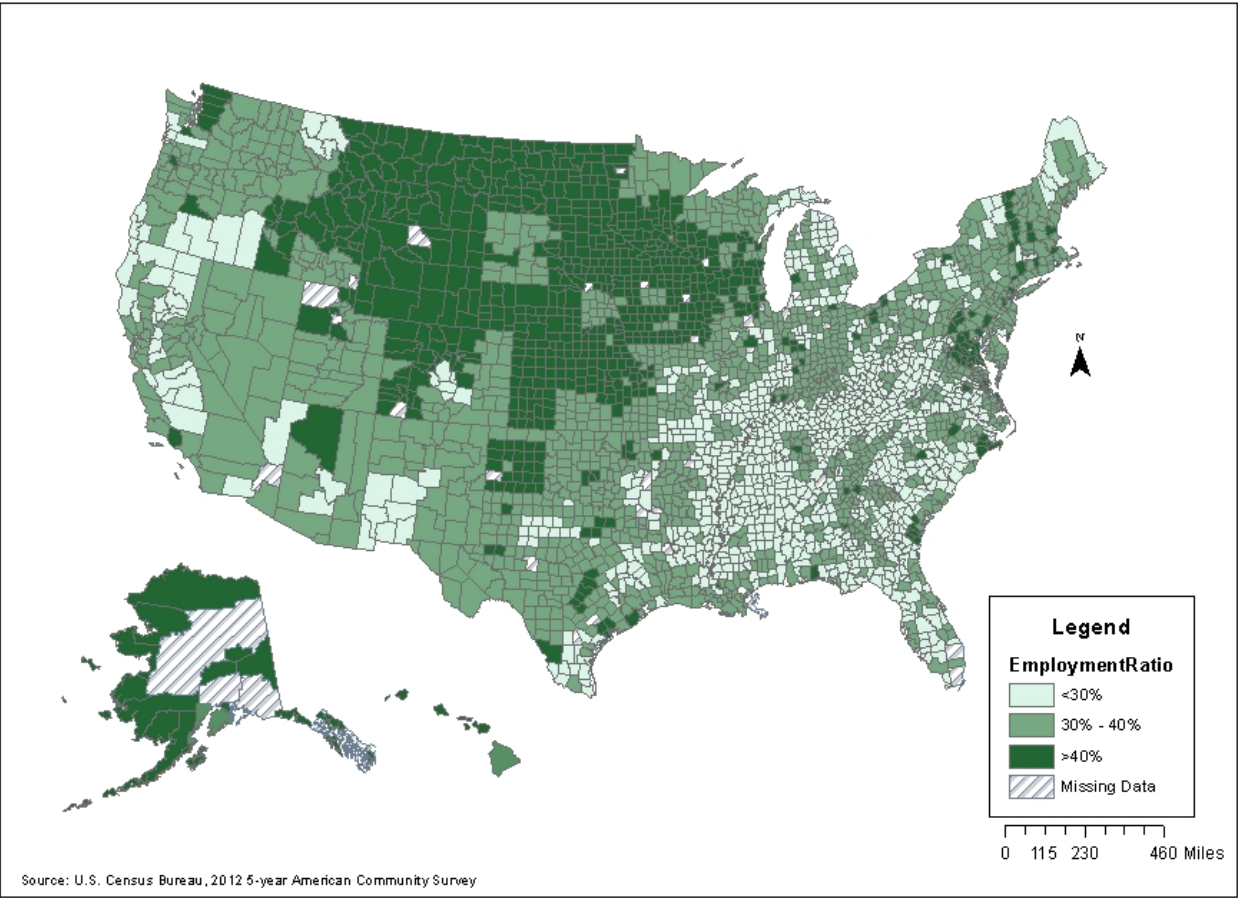 N
Legend
EmploymentRatio
<30%
30% - 40%
>40%
Missing Data
0 115 230 460 Miles
Source: U.S. Census Bureau, 2012 5-year American Community Survey